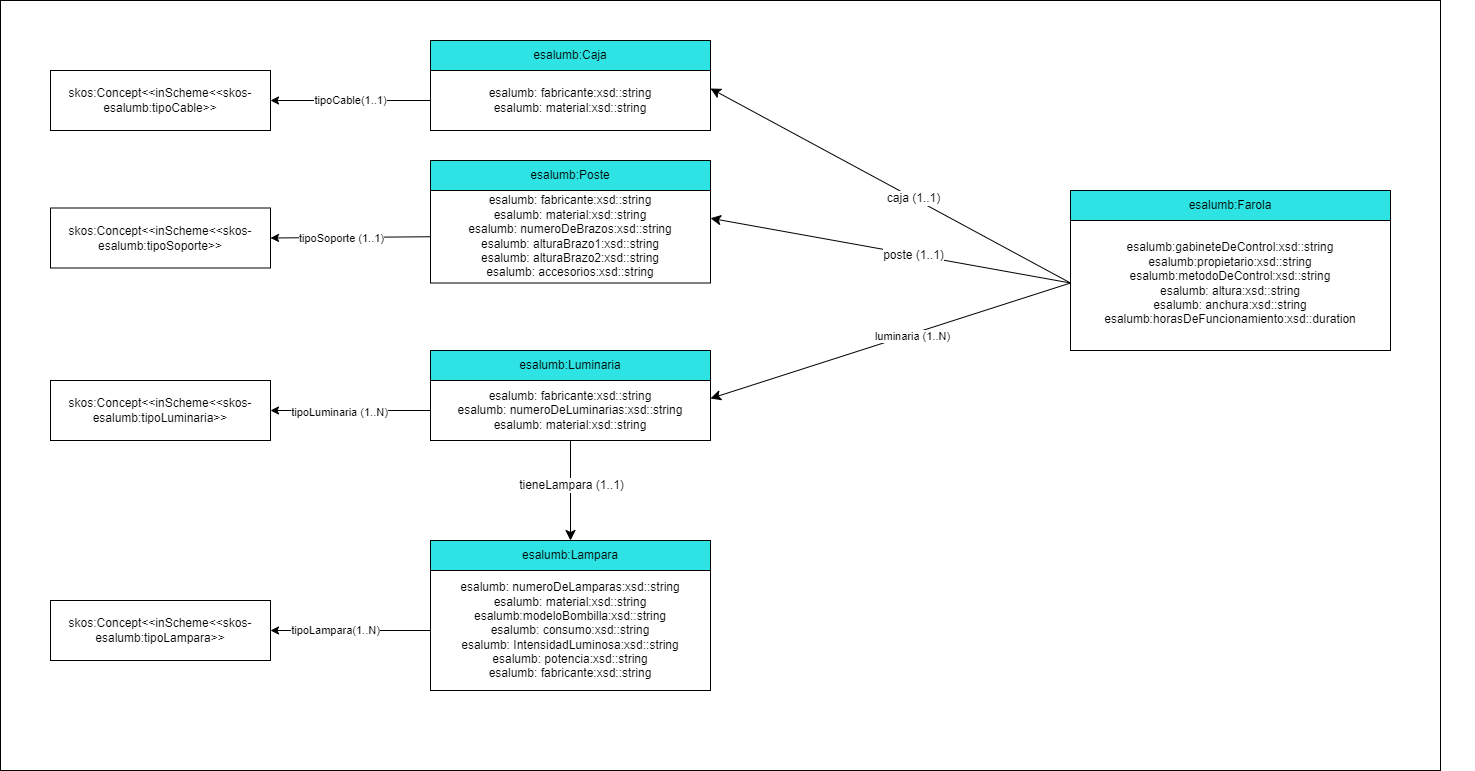 esalumb:Caja
esalumb: fabricante:xsd::string
esalumb: material:xsd::string
skos:Concept<<inScheme<<skos-
esalumb:tipoCable>>
tipoCable(1..1)
esalumb:Poste
esalumb: fabricante:xsd::string
esalumb: material:xsd::string
esalumb: numeroDeBrazos:xsd::string
esalumb: alturaBrazo1:xsd::string
esalumb: alturaBrazo2:xsd::string
esalumb: accesorios:xsd::string
skos:Concept<<inScheme<<skos-
esalumb:tipoSoporte>>
tipoSoporte (1..1)
caja (1..1)
poste (1..1)
luminaria (1..N)
esalumb:Farola
esalumb:gabineteDeControl:xsd::string
esalumb:propietario:xsd::string
esalumb:metodoDeControl:xsd::string
esalumb: altura:xsd::string
esalumb: anchura:xsd::string
esalumb:horasDeFuncionamiento:xsd::duration
esalumb:Luminaria
esalumb: fabricante:xsd::string
esalumb: numeroDeLuminarias:xsd::string
esalumb: material:xsd::string
skos:Concept<<inScheme<<skos-
esalumb:tipoLuminaria>>
tipoLuminaria (1..N)
tieneLampara (1..1)
esalumb:Lampara
esalumb: numeroDeLamparas:xsd::string
esalumb: material:xsd::string
esalumb:modeloBombilla:xsd::string
esalumb: consumo:xsd::string
esalumb: IntensidadLuminosa:xsd::string
esalumb: potencia:xsd::string
esalumb: fabricante:xsd::string
skos:Concept<<inScheme<<skos-
esalumb:tipoLampara>>
tipoLampara(1..N)